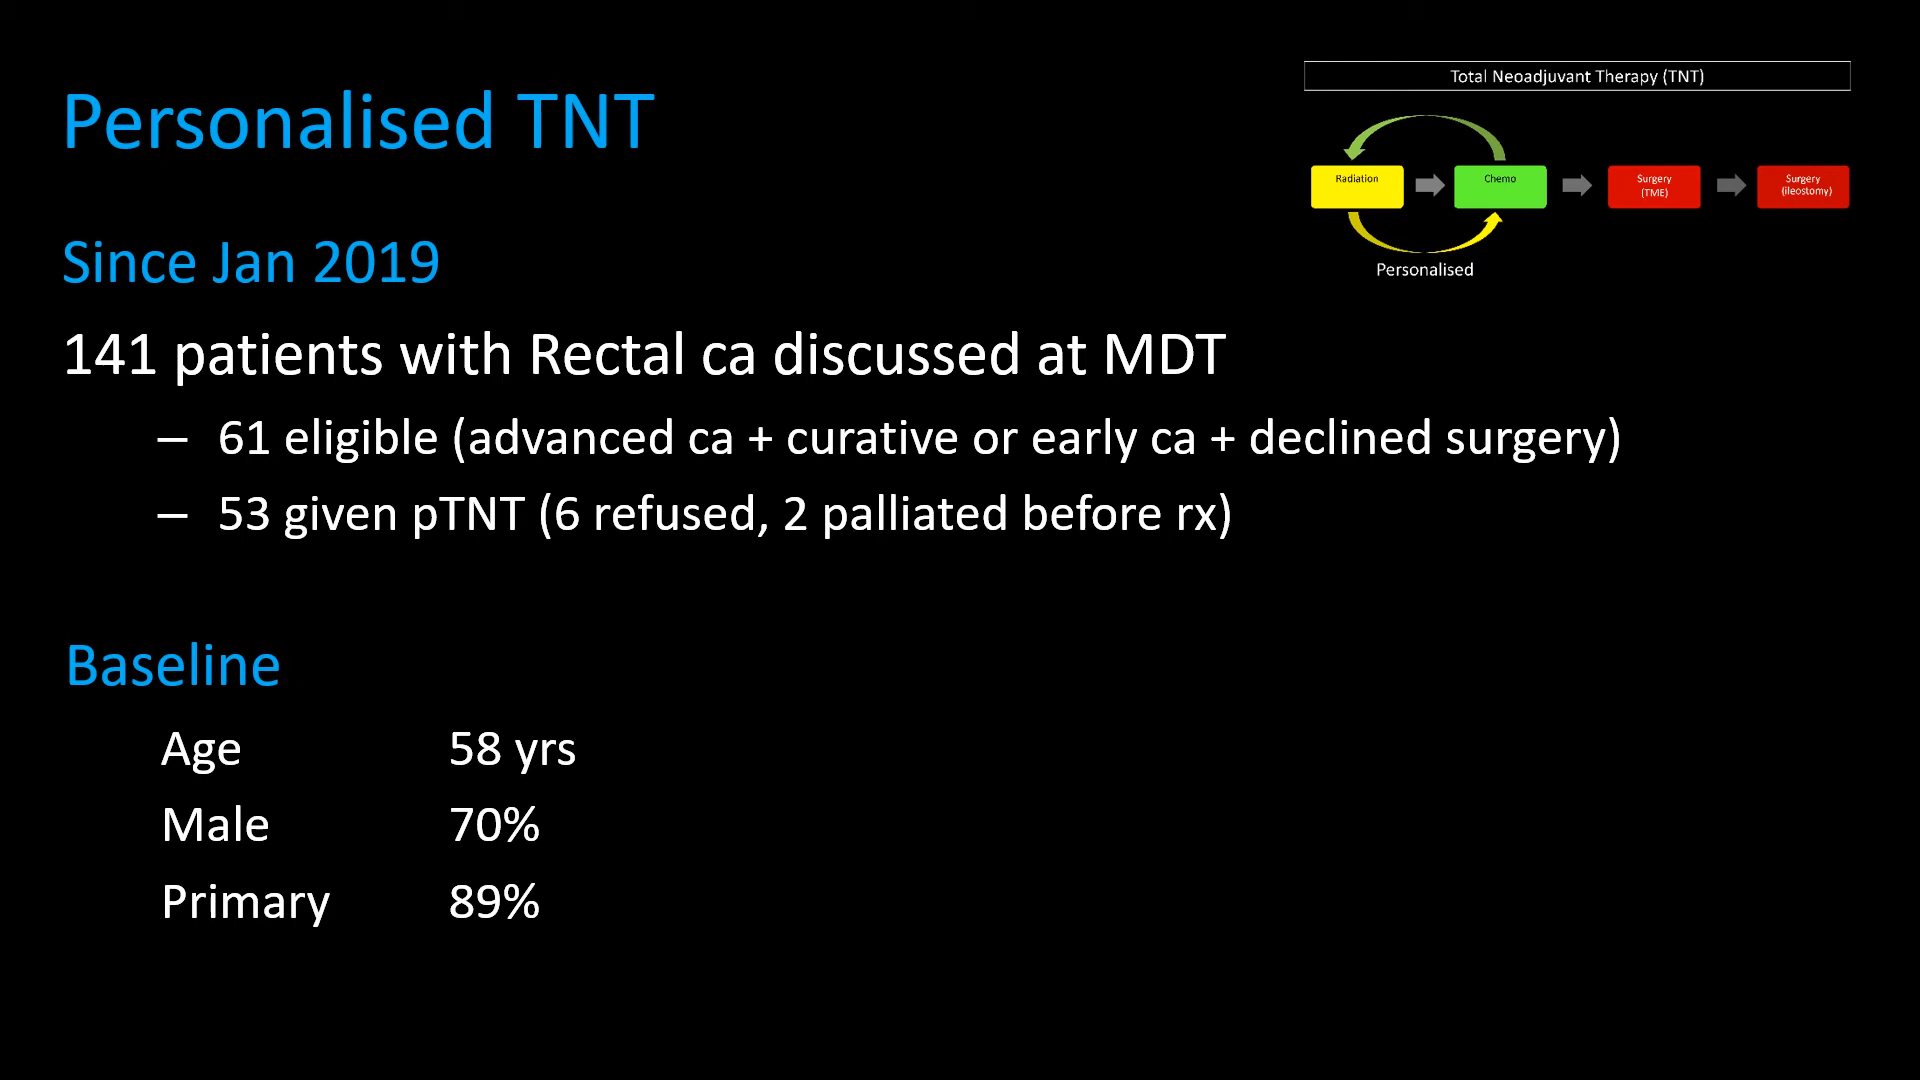 Personalised TNT
Total Neoadjuvant Therapy (TNT)
Radiation
Chemo
Surgery
(TME)
Surgery
(ileostomy)
Personalised
Since Jan 2019
141 patients with Rectal ca discussed at MDT
– 61 eligible (advanced ca + curative or early ca + declined surgery)
– 53 given pTNT (6 refused, 2 palliated before rx)
Baseline
Age 58 yrs
Male 70%
Primary 89%